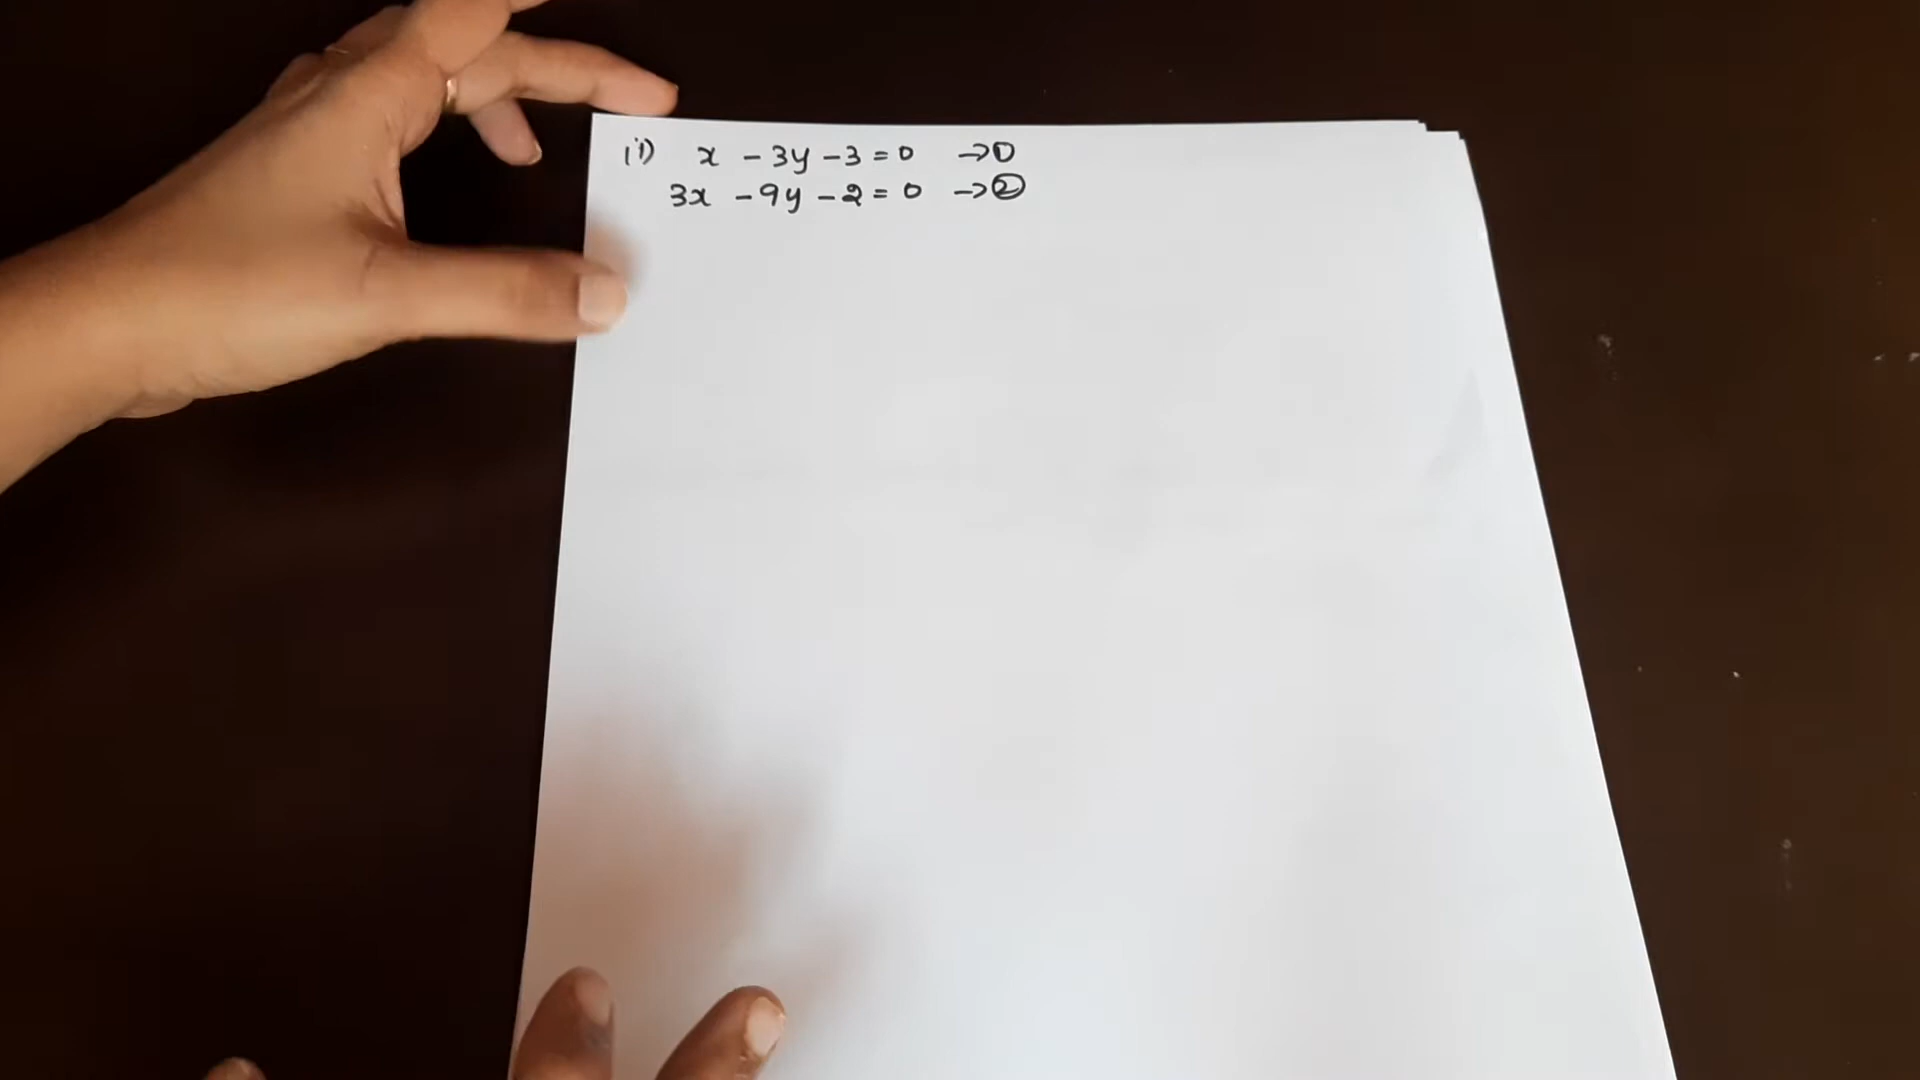 (i) x - 3y - 3 = 0 → ①
3x - 9y - 2 = 0 → ②